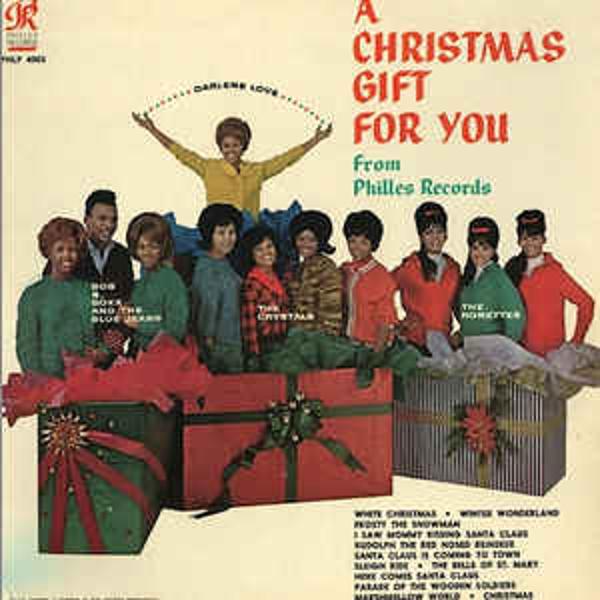 PR
PHILLES
RECORDS
PHLP 4005
A
CHRISTMAS
GIFT
FOR YOU
From
Philles Records
DARLENE LOVE
BOB
B.
SOXX
AND THE
BLUE JEANS
THE
CRYSTALS
THE
RONETTES
WHITE CHRISTMAS • WINTER WONDERLAND
FROSTY THE SNOWMAN
I SAW MOMMY KISSING SANTA CLAUS
RUDOLPH THE RED NOSED REINDEER
SANTA CLAUS IS COMING TO TOWN
SLEIGH RIDE • THE BELLS OF ST. MARY
HERE COMES SANTA CLAUS
PARADE OF THE WOODEN SOLDIERS
MARSHMALLOW WORLD • CHRISTMAS